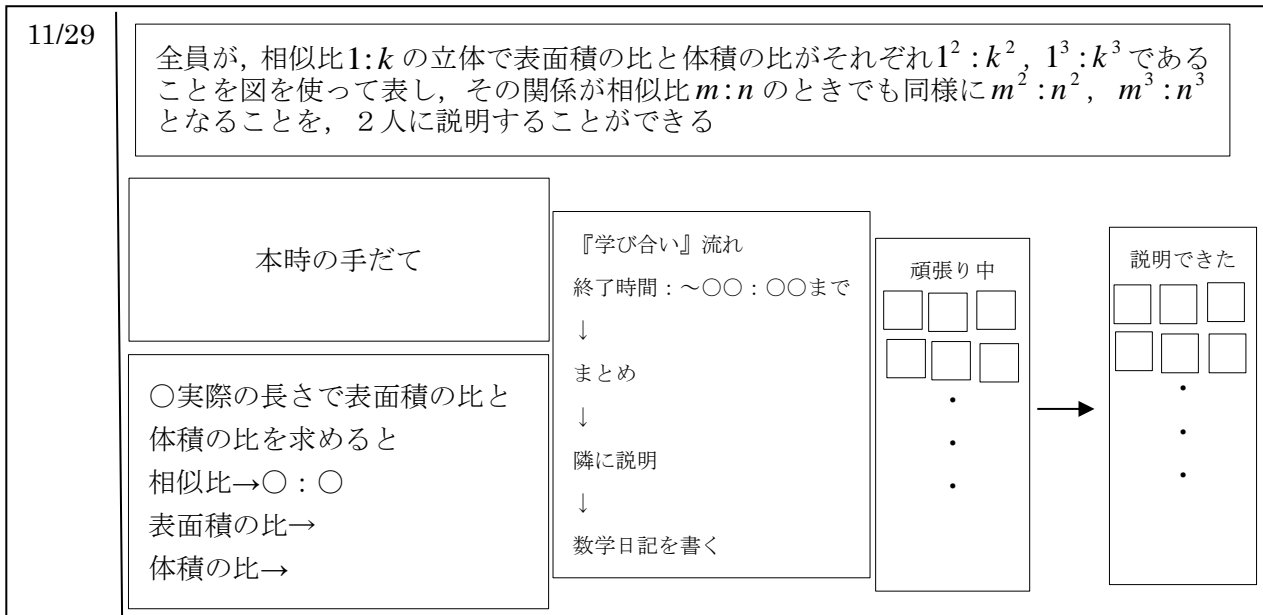 11/29
全員が,相似比1:kの立体で表面積の比と体積の比がそれぞれ1²:k²,1³:k³である
ことを図を使って表し,その関係が相似比m:nのときでも同様にm²:n²,m³:n³
となることを,2人に説明することができる
本時の手だて
○実際の長さで表面積の比と
体積の比を求めると
相似比→○:○
表面積の比→
体積の比→
『学び合い』流れ
終了時間:~○○:○○まで
↓
まとめ
↓
隣に説明
↓
数学日記を書く
頑張り中
説明できた